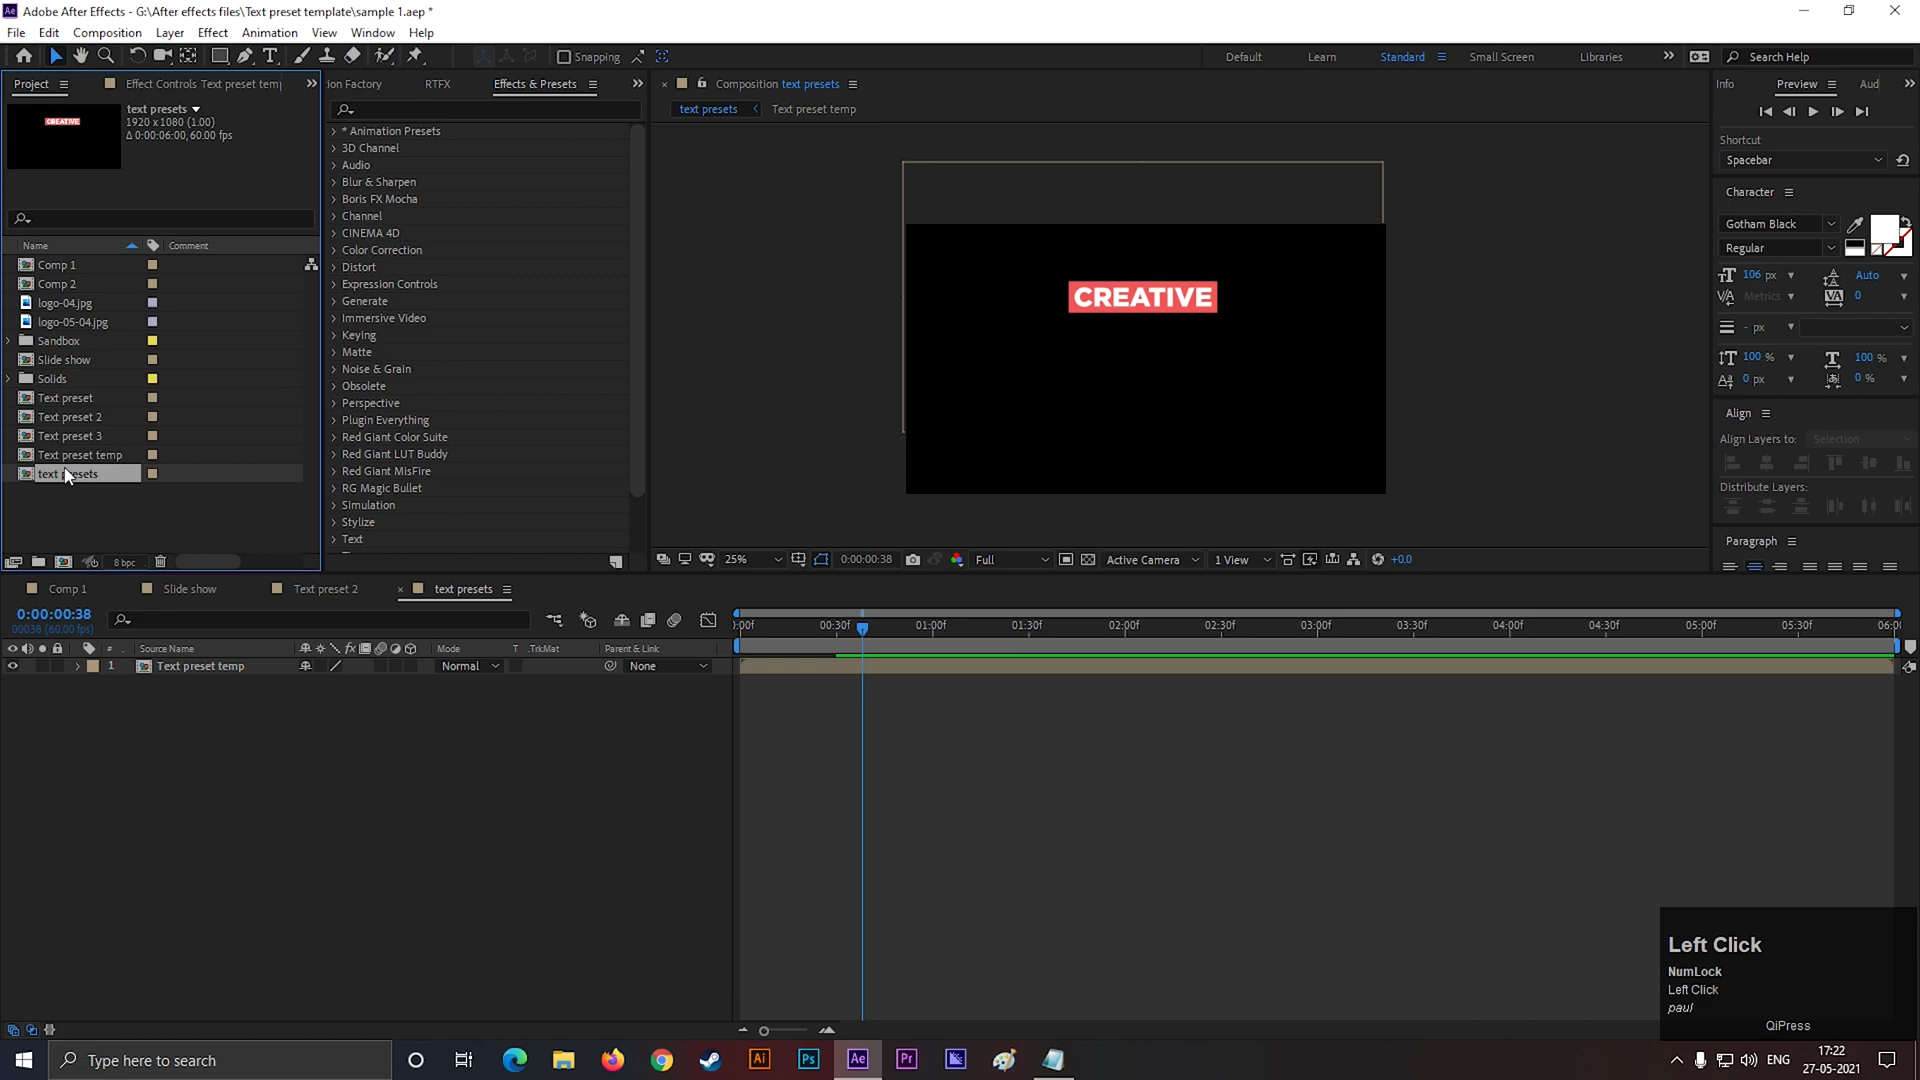 Adobe After Effects - G:\After effects files\Text preset template\sample 1.aep *
File Edit Composition Layer Effect Animation View Window Help
Snapping
Default Learn Standard Small Screen Libraries
Search Help
Project
Effect Controls Text preset tem
text presets
1920 x 1080 (1.00)
Δ 0:00:06:00, 60.00 fps
CREATIVE
Name Comment
Comp 1
Comp 2
logo-04.jpg
logo-05-04.jpg
Sandbox
Slide show
Solids
Text preset
Text preset 2
Text preset 3
Text preset temp
text presets
8 bpc
ion Factory RTFX Effects & Presets
* Animation Presets
3D Channel
Audio
Blur & Sharpen
Boris FX Mocha
Channel
CINEMA 4D
Color Correction
Distort
Expression Controls
Generate
Immersive Video
Keying
Matte
Noise & Grain
Obsolete
Perspective
Plugin Everything
Red Giant Color Suite
Red Giant LUT Buddy
Red Giant MisFire
RG Magic Bullet
Simulation
Stylize
Text
Composition text presets
text presets Text preset temp
CREATIVE
25% 0:00:00:38 Full Active Camera 1 View +0.0
Info Preview Aud
Shortcut
Spacebar
Character
Gotham Black
Regular
106 px Auto
Metrics 0
- px
100 % 100 %
0 px 0 %
Align
Align Layers to: Selection
Distribute Layers:
Paragraph
Comp 1 Slide show Text preset 2 text presets
0:00:00:38
00038 (60.00 fps)
:00f 00:30f 01:00f 01:30f 02:00f 02:30f 03:00f 03:30f 04:00f 04:30f 05:00f 05:30f 06:0
# Source Name Mode T .TrkMat Parent & Link
1 Text preset temp Normal None
Left Click
NumLock
Left Click
paul
QiPress
Type here to search
Ai Ps Ae Pr
ENG
17:22
27-05-2021